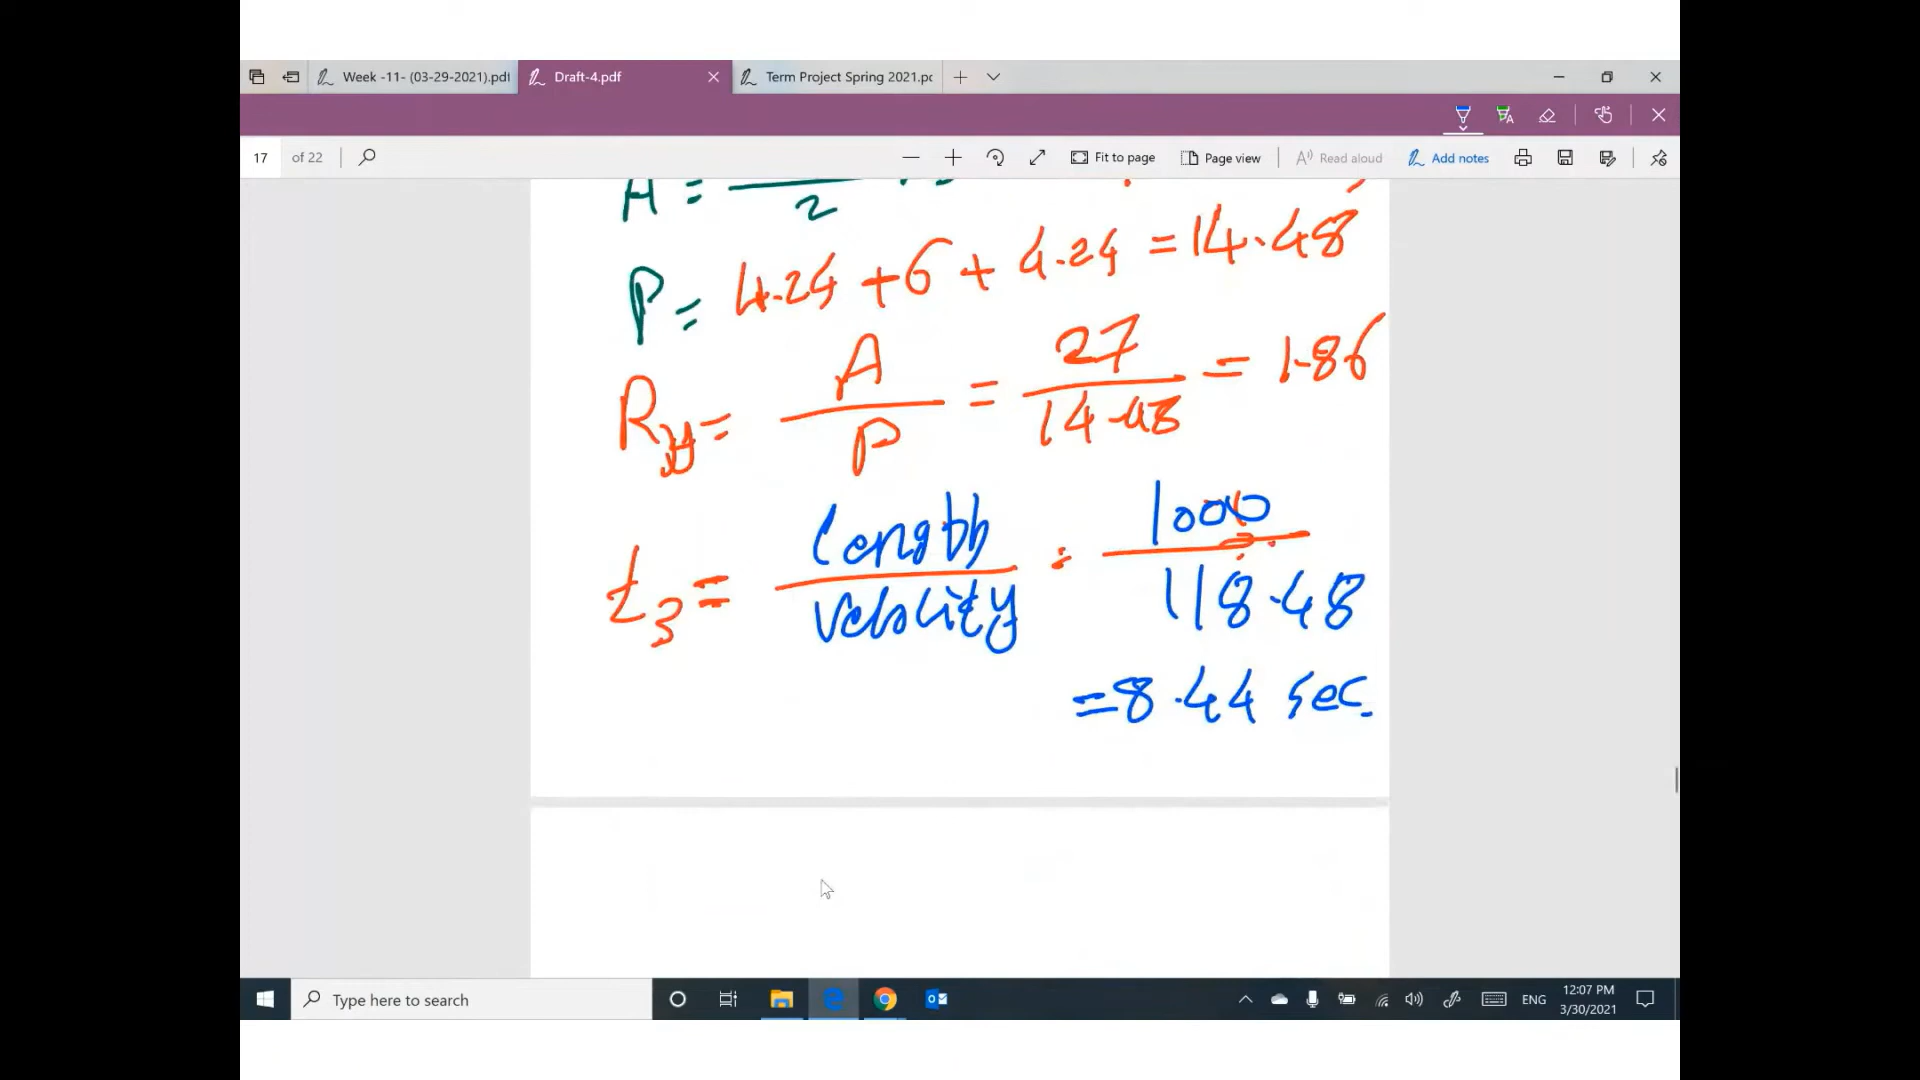 Week -11- (03-29-2021).pdf
Draft-4.pdf
Term Project Spring 2021.pd
17 of 22
Fit to page
Page view
Read aloud
Add notes
A = 2
P = 4.24 + 6 + 4.24 = 14.48
Ry = A / P = 27 / 14.48 = 1.86
t3 = length / velocity = 1000 / 118.48
= 8.44 sec.
Type here to search
ENG
12:07 PM
3/30/2021